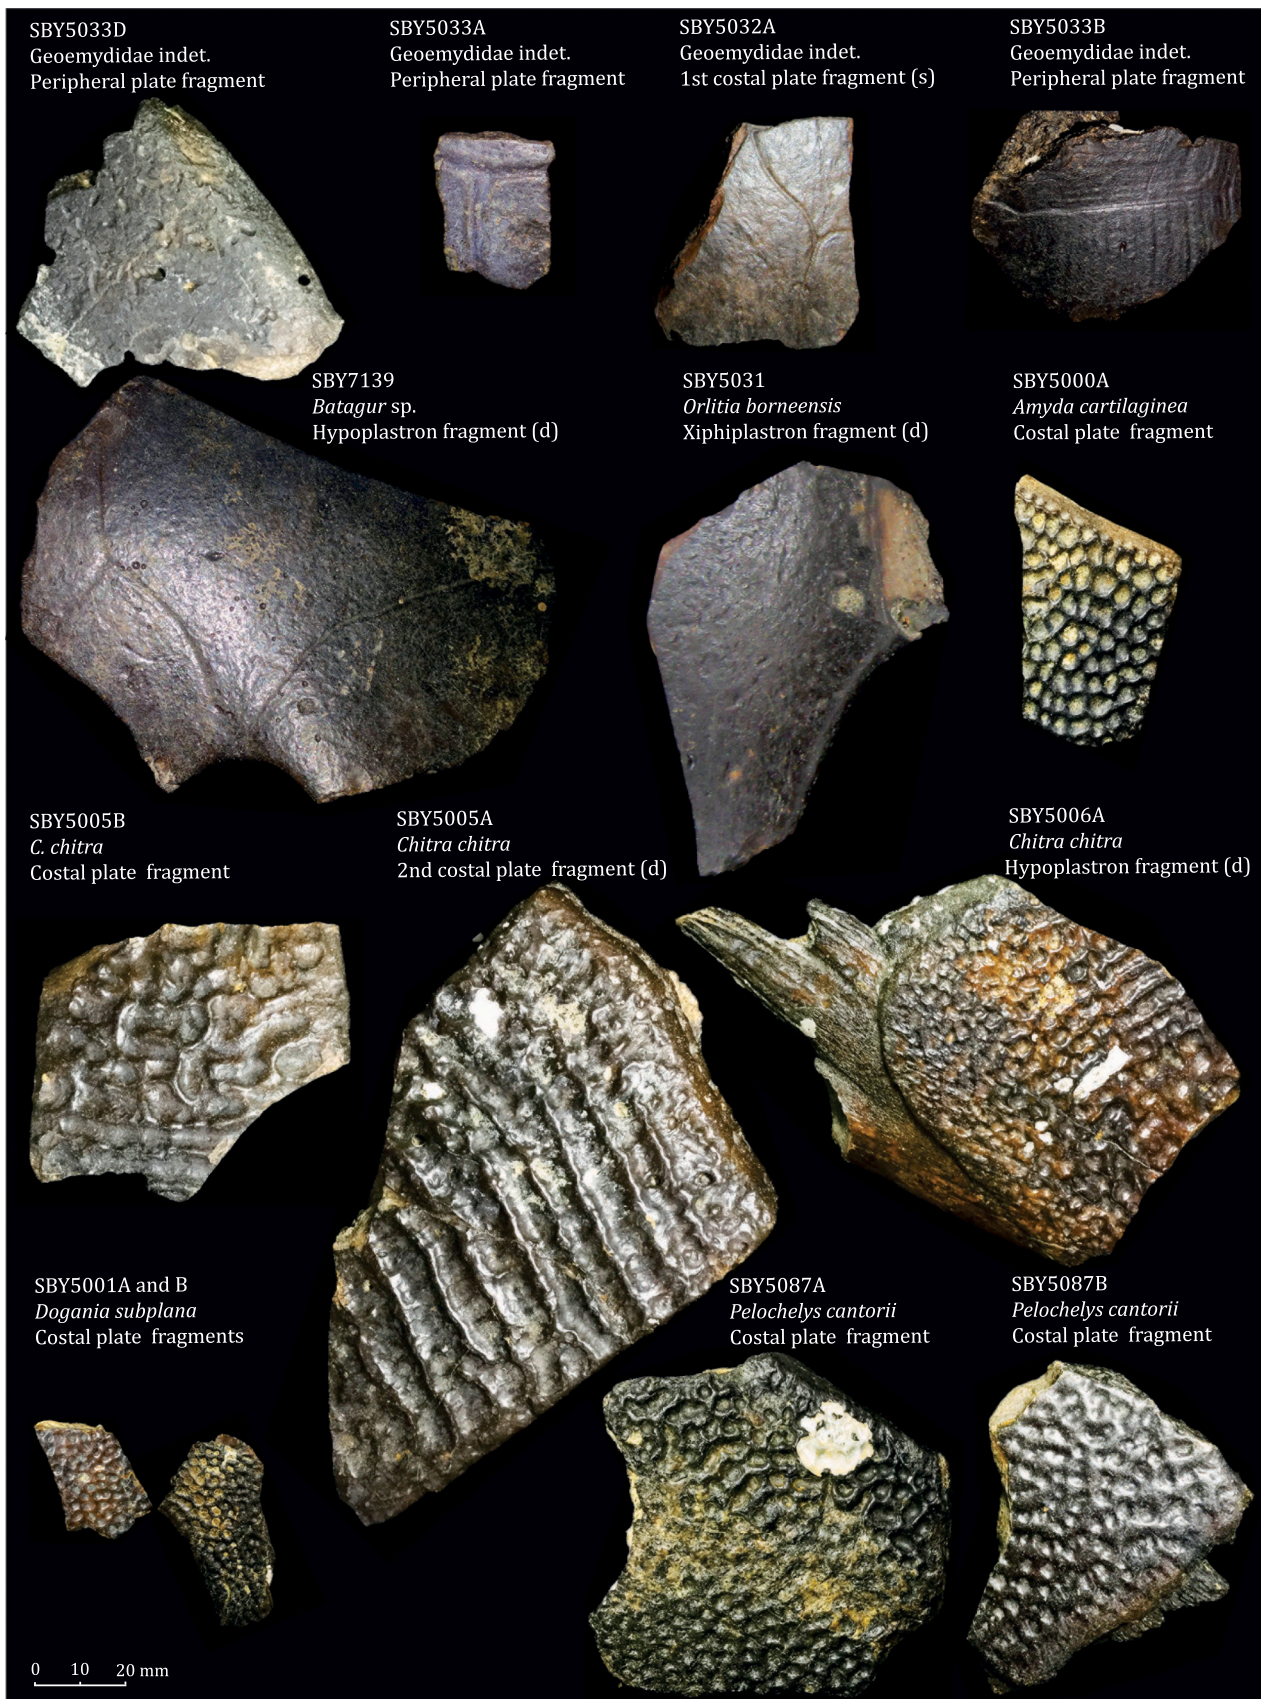 SBY5033D
Geoemydidae indet.
Peripheral plate fragment
SBY5033A
Geoemydidae indet.
Peripheral plate fragment
SBY5032A
Geoemydidae indet.
1st costal plate fragment (s)
SBY5033B
Geoemydidae indet.
Peripheral plate fragment
SBY7139
Batagur sp.
Hypoplastron fragment (d)
SBY5031
Orlitia borneensis
Xiphiplastron fragment (d)
SBY5000A
Amyda cartilaginea
Costal plate fragment
SBY5005B
C. chitra
Costal plate fragment
SBY5005A
Chitra chitra
2nd costal plate fragment (d)
SBY5006A
Chitra chitra
Hypoplastron fragment (d)
SBY5001A and B
Dogania subplana
Costal plate fragments
SBY5087A
Pelochelys cantorii
Costal plate fragment
SBY5087B
Pelochelys cantorii
Costal plate fragment
0 10 20 mm